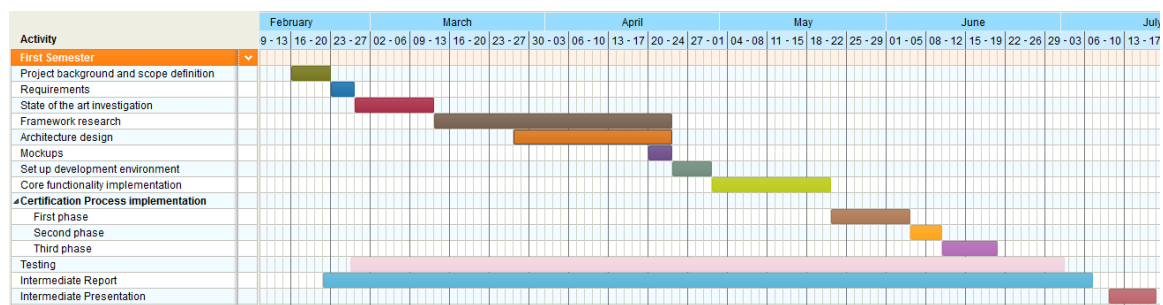 February March April May June July
Activity 9 - 13 16 - 20 23 - 27 02 - 06 09 - 13 16 - 20 23 - 27 30 - 03 06 - 10 13 - 17 20 - 24 27 - 01 04 - 08 11 - 15 18 - 22 25 - 29 01 - 05 08 - 12 15 - 19 22 - 26 29 - 03 06 - 10 13 - 17
First Semester
Project background and scope definition
Requirements
State of the art investigation
Framework research
Architecture design
Mockups
Set up development environment
Core functionality implementation
Certification Process implementation
First phase
Second phase
Third phase
Testing
Intermediate Report
Intermediate Presentation